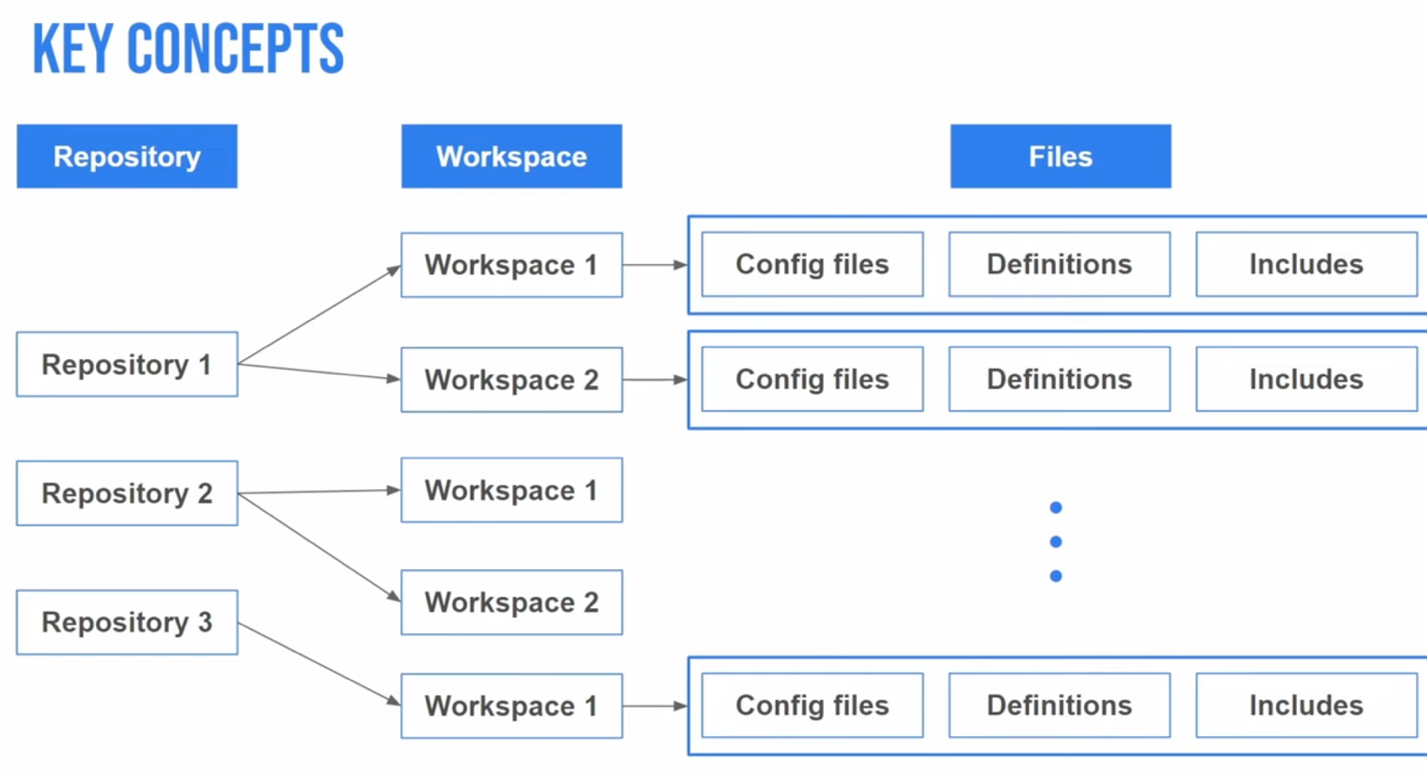 KEY CONCEPTS
Repository Workspace Files
Workspace 1 Config files Definitions Includes
Repository 1
Workspace 2 Config files Definitions Includes
Repository 2 Workspace 1
Workspace 2
Repository 3
Workspace 1 Config files Definitions Includes